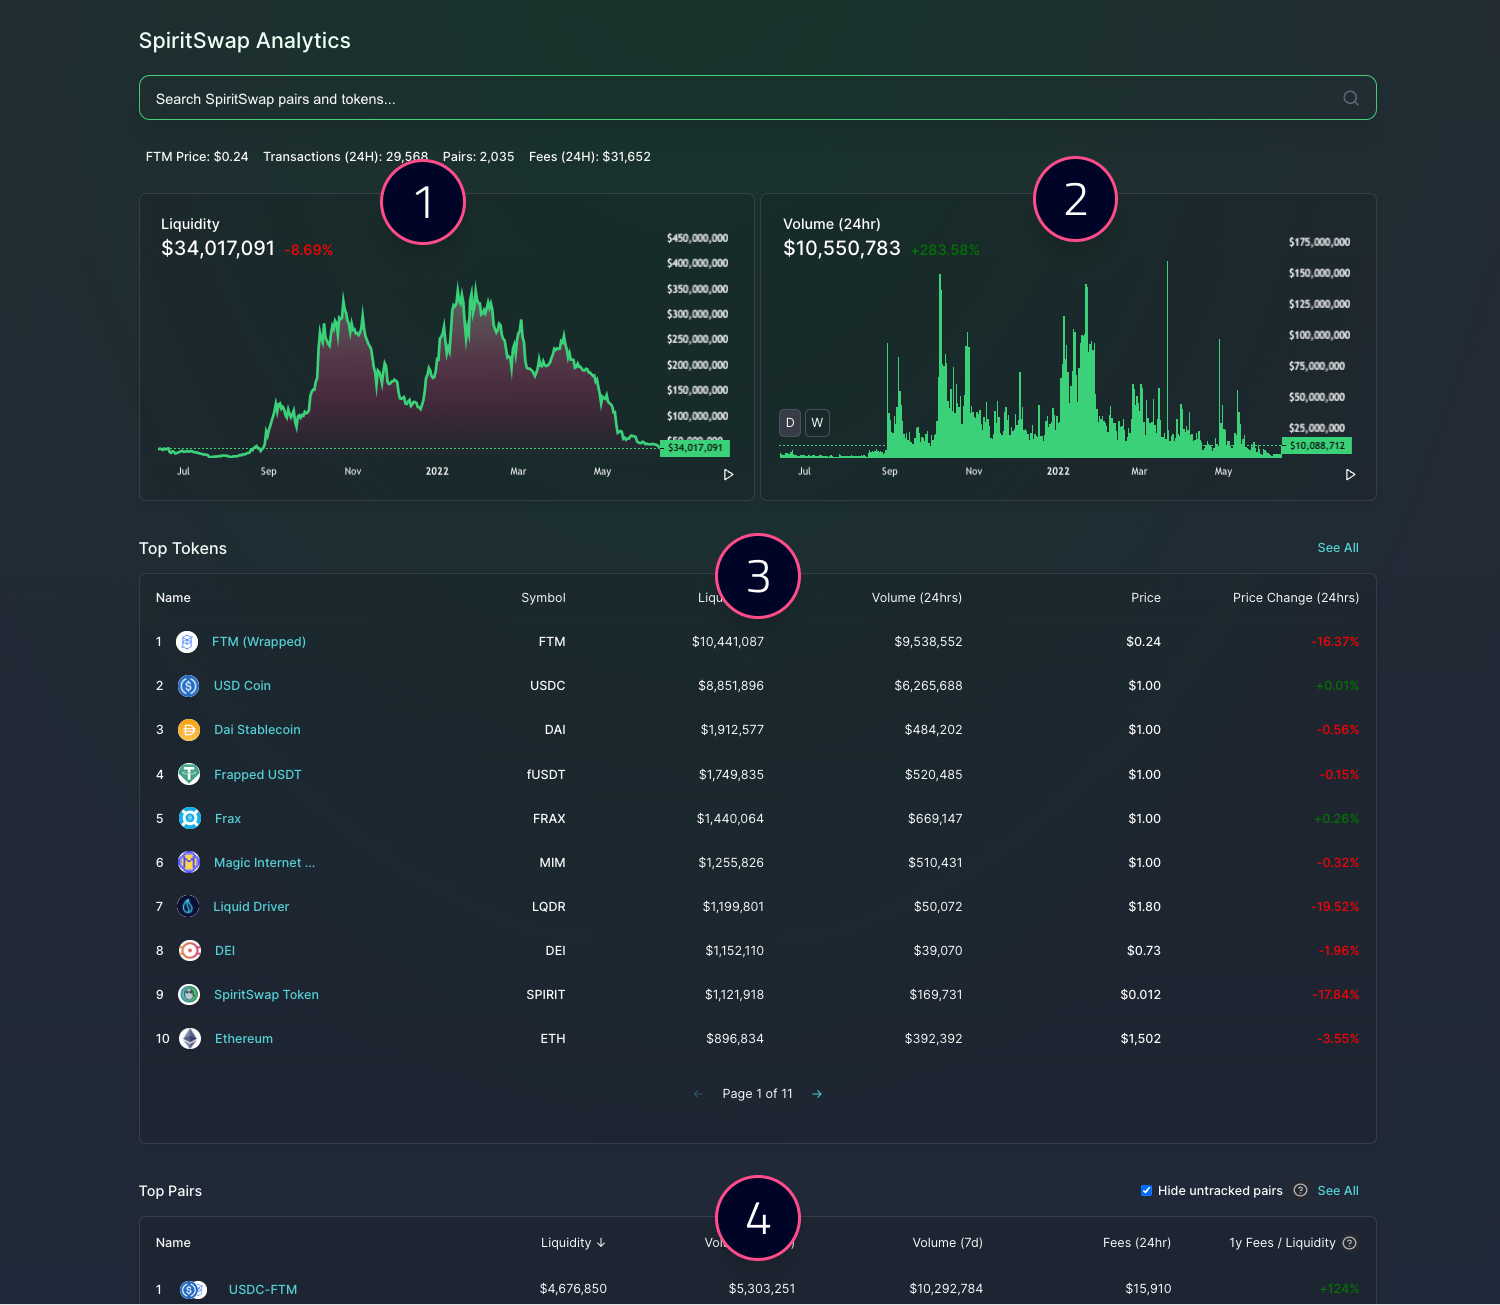 SpiritSwap Analytics
Search SpiritSwap pairs and tokens...
FTM Price: $0.24 Transactions (24H): 29,568 Pairs: 2,035 Fees (24H): $31,652
1
Liquidity
$34,017,091 -8.69%
$450,000,000
$400,000,000
$350,000,000
$300,000,000
$250,000,000
$200,000,000
$150,000,000
$100,000,000
$50,000,000
$34,017,091
Jul Sep Nov 2022 Mar May
2
Volume (24hr)
$10,550,783 +283.58%
$175,000,000
$150,000,000
$125,000,000
$100,000,000
$75,000,000
$50,000,000
$25,000,000
$10,088,712
D W
Jul Sep Nov 2022 Mar May
Top Tokens See All
3
Name Symbol Volume (24hrs) Price Price Change (24hrs)
1 FTM (Wrapped) FTM $10,441,087 $9,538,552 $0.24 -16.37%
2 USD Coin USDC $8,851,896 $6,265,688 $1.00 +0.01%
3 Dai Stablecoin DAI $1,912,577 $484,202 $1.00 -0.56%
4 Frapped USDT fUSDT $1,749,835 $520,485 $1.00 -0.15%
5 Frax FRAX $1,440,064 $669,147 $1.00 +0.26%
6 Magic Internet ... MIM $1,255,826 $510,431 $1.00 -0.32%
7 Liquid Driver LQDR $1,199,801 $50,072 $1.80 -19.52%
8 DEI DEI $1,152,110 $39,070 $0.73 -1.96%
9 SpiritSwap Token SPIRIT $1,121,918 $169,731 $0.012 -17.84%
10 Ethereum ETH $896,834 $392,392 $1,502 -3.55%
← Page 1 of 11 →
Top Pairs Hide untracked pairs ? See All
4
Name Liquidity ↓ Volume (7d) Fees (24hr) 1y Fees / Liquidity ?
1 USDC-FTM $4,676,850 $5,303,251 $10,292,784 $15,910 +124%